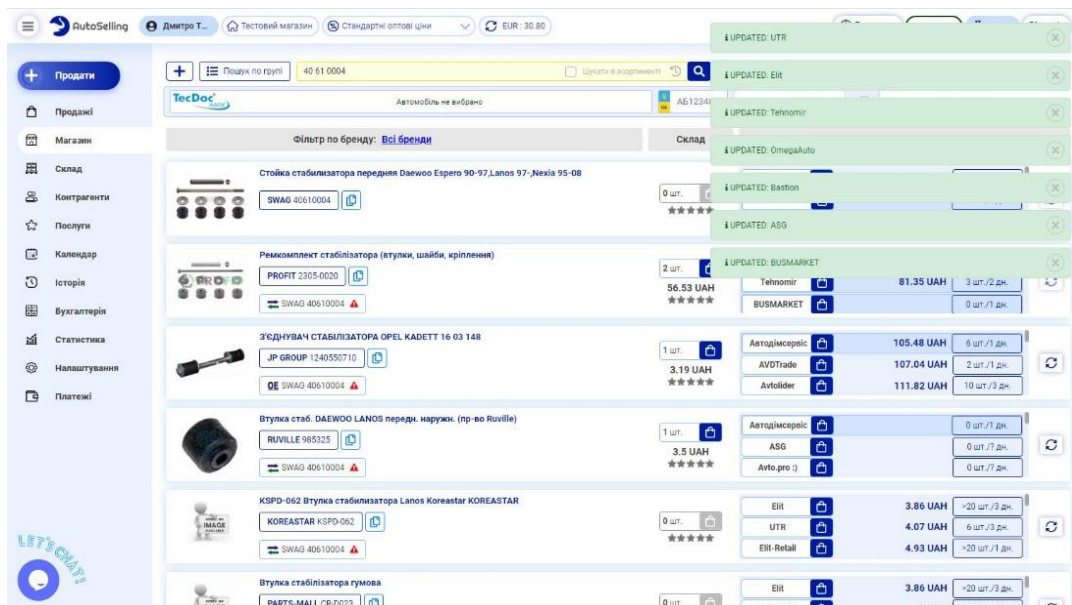 AutoSelling
Дмитро Т...
Тестовий магазин
Стандартні оптові ціни
EUR : 30.80
Продати
Продажі
Магазин
Склад
Контрагенти
Послуги
Календар
Історія
Бухгалтерія
Статистика
Налаштування
Платежі
LET'S CHAT!
Пошук по групі
40 61 0004
Шукати в асортименті
TecDoc
Автомобіль не вибрано
UA
АБ1234
Фільтр по бренду: Всі бренди
Склад
Стойка стабилизатора передняя Daewoo Espero 90-97,Lanos 97-,Nexia 95-08
SWAG 40610004
0 шт.
Ремкомплект стабілізатора (втулки, шайби, кріплення)
PROFIT 2305-0020
SWAG 40610004
2 шт.
56.53 UAH
Tehnomir
81.35 UAH
3 шт./2 дн.
BUSMARKET
0 шт./1 дн.
З'ЄДНУВАЧ СТАБІЛІЗАТОРА OPEL KADETT 16 03 148
JP GROUP 1240550710
OE SWAG 40610004
1 шт.
3.19 UAH
Автодімсервіс
105.48 UAH
6 шт./1 дн.
AVDTrade
107.04 UAH
2 шт./1 дн.
Avtolider
111.82 UAH
10 шт./3 дн.
Втулка стаб. DAEWOO LANOS передн. наружн. (пр-во Ruville)
RUVILLE 985325
SWAG 40610004
1 шт.
3.5 UAH
Автодімсервіс
0 шт./1 дн.
ASG
0 шт./? дн.
Avto.pro :)
0 шт./? дн.
KSPD-062 Втулка стабилизатора Lanos Koreastar KOREASTAR
KOREASTAR KSPD-062
SWAG 40610004
0 шт.
Elit
3.86 UAH
>20 шт./3 дн.
UTR
4.07 UAH
6 шт./3 дн.
Elit-Retail
4.93 UAH
>20 шт./1 дн.
Втулка стабілізатора гумова
PARTS-MALL CR-D023
0 шт.
Elit
3.86 UAH
>20 шт./3 дн.
UPDATED: UTR
UPDATED: Elit
UPDATED: Tehnomir
UPDATED: OmegaAuto
UPDATED: Bastion
UPDATED: ASG
UPDATED: BUSMARKET